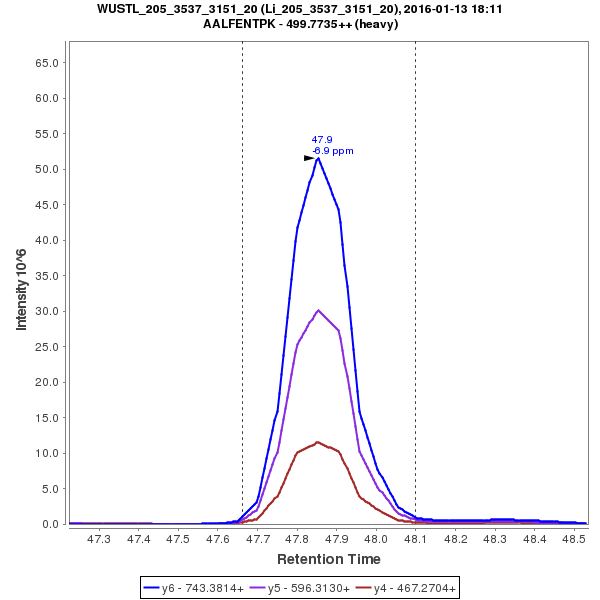 WUSTL_205_3537_3151_20 (Li_205_3537_3151_20), 2016-01-13 18:11
AALFENTPK - 499.7735++ (heavy)
65.0
60.0
55.0
50.0
45.0
40.0
35.0
30.0
25.0
20.0
15.0
10.0
5.0
0.0
Intensity 10^6
47.9
-6.9 ppm
47.3 47.4 47.5 47.6 47.7 47.8 47.9 48.0 48.1 48.2 48.3 48.4 48.5
Retention Time
y6 - 743.3814+ y5 - 596.3130+ y4 - 467.2704+